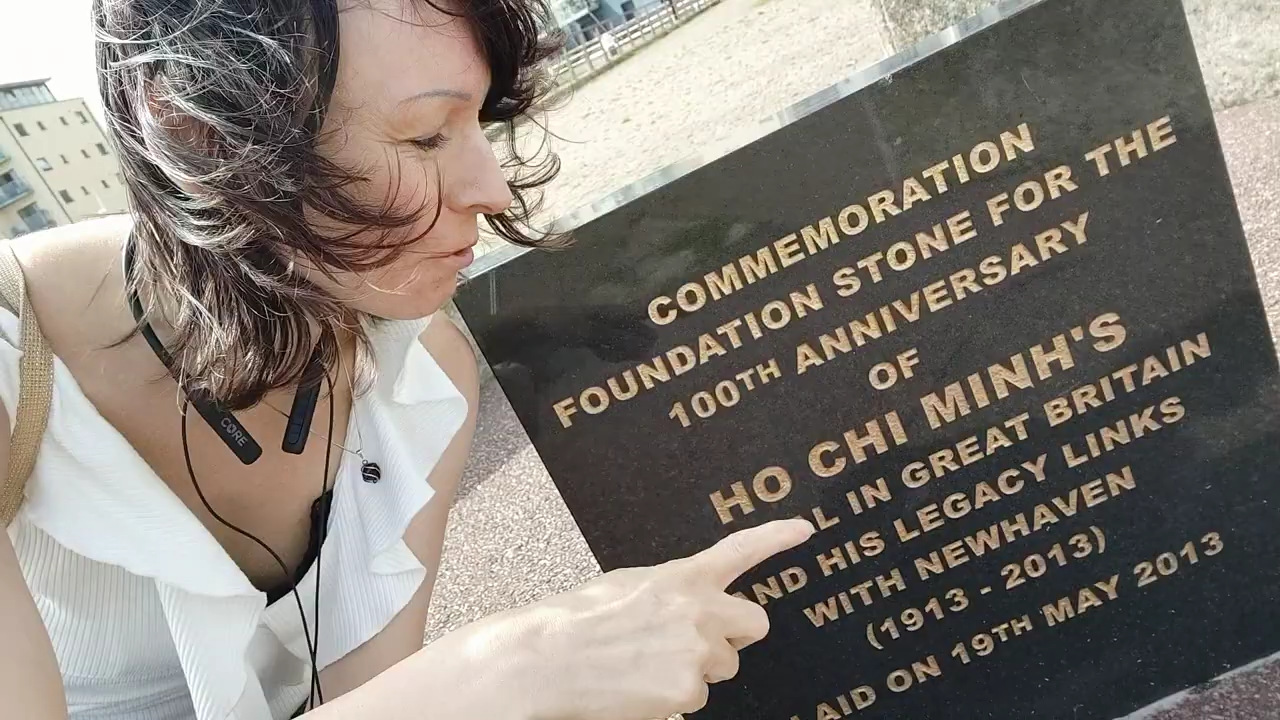 COMMEMORATION
FOUNDATION STONE FOR THE
100TH ANNIVERSARY
OF
HO CHI MINH'S
IN GREAT BRITAIN
AND HIS LEGACY LINKS
WITH NEWHAVEN
(1913 - 2013)
LAID ON 19TH MAY 2013
CORE